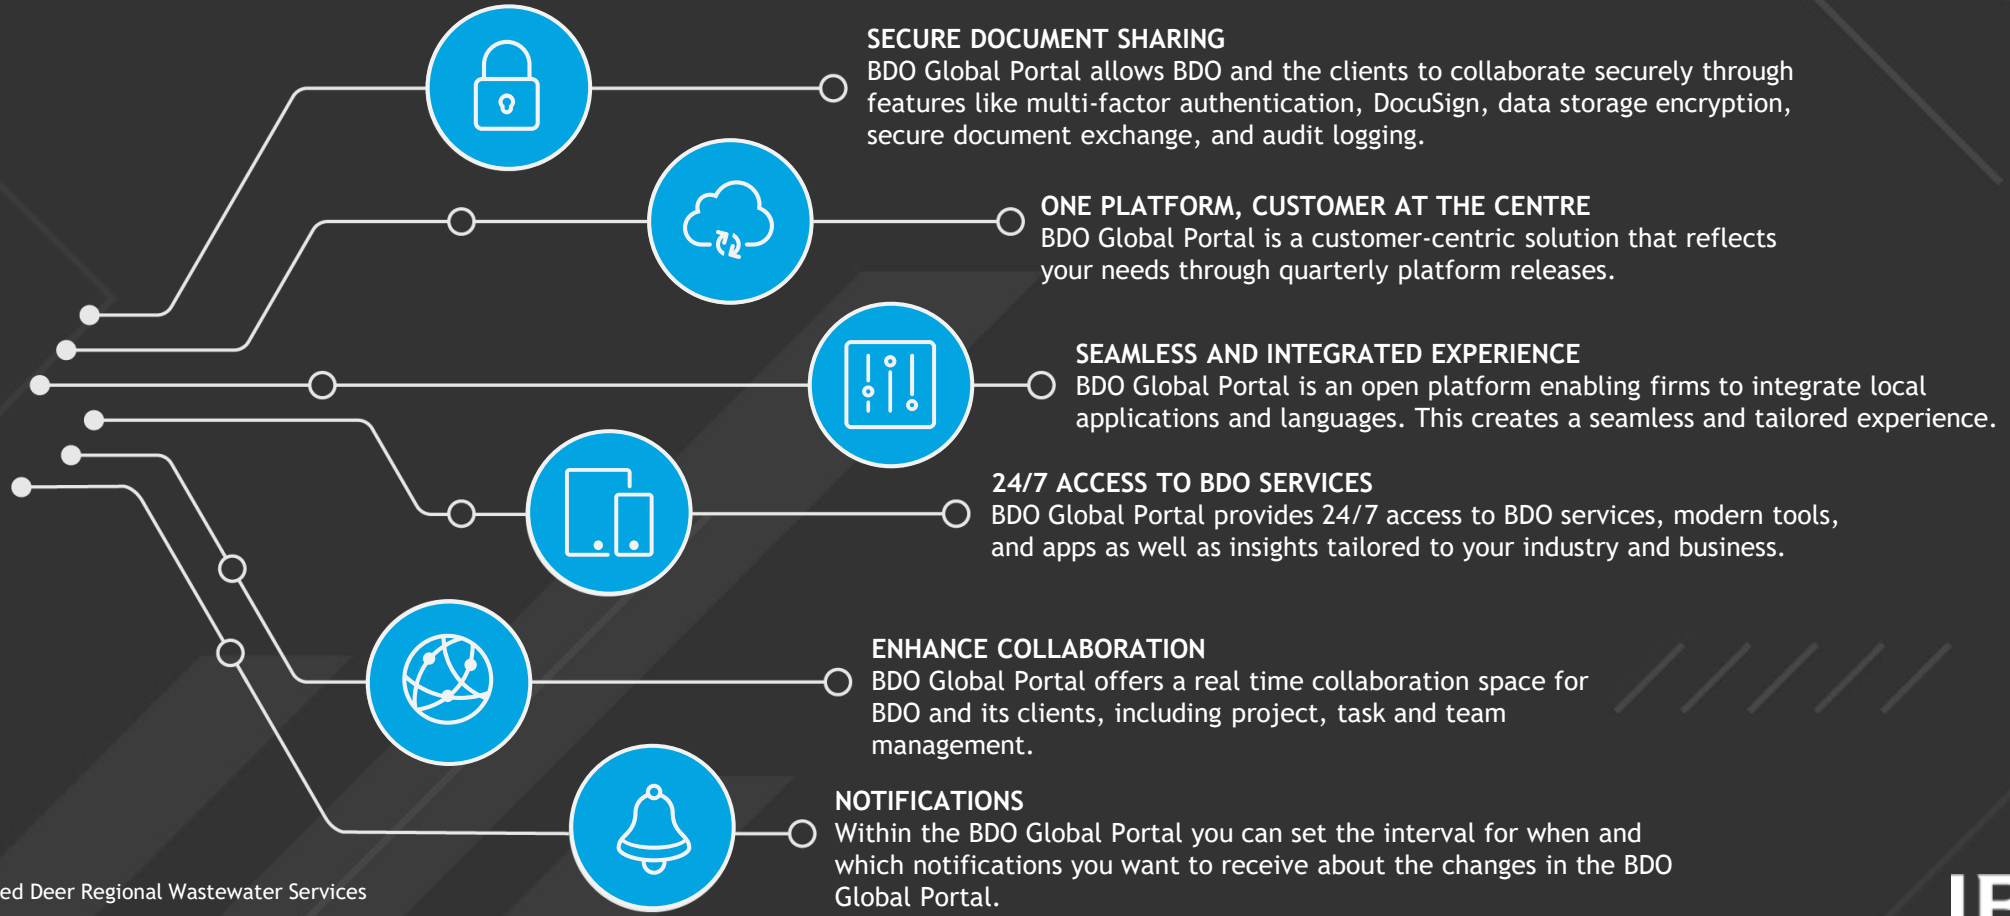 SECURE DOCUMENT SHARING
BDO Global Portal allows BDO and the clients to collaborate securely through
features like multi-factor authentication, DocuSign, data storage encryption,
secure document exchange, and audit logging.
ONE PLATFORM, CUSTOMER AT THE CENTRE
BDO Global Portal is a customer-centric solution that reflects
your needs through quarterly platform releases.
SEAMLESS AND INTEGRATED EXPERIENCE
BDO Global Portal is an open platform enabling firms to integrate local
applications and languages. This creates a seamless and tailored experience.
24/7 ACCESS TO BDO SERVICES
BDO Global Portal provides 24/7 access to BDO services, modern tools,
and apps as well as insights tailored to your industry and business.
ENHANCE COLLABORATION
BDO Global Portal offers a real time collaboration space for
BDO and its clients, including project, task and team
management.
NOTIFICATIONS
Within the BDO Global Portal you can set the interval for when and
which notifications you want to receive about the changes in the BDO
Global Portal.
ed Deer Regional Wastewater Services